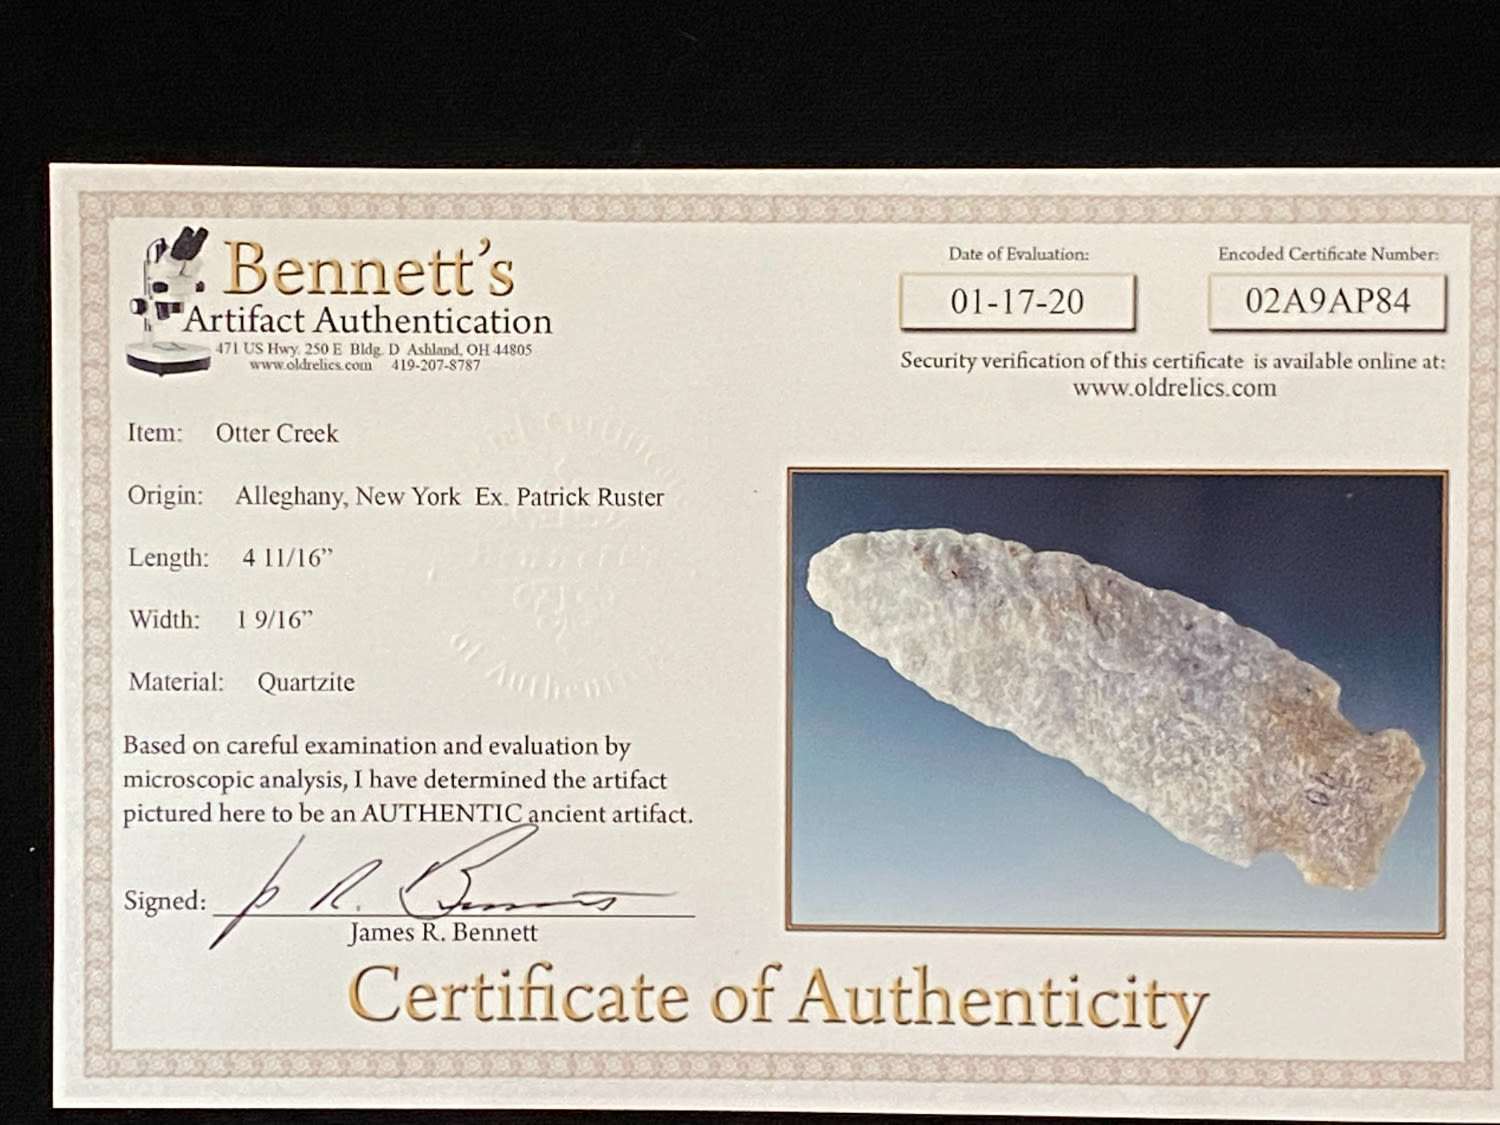 Bennett's
Artifact Authentication
471 US Hwy. 250 E Bldg. D Ashland, OH 44805
www.oldrelics.com 419-207-8787
Date of Evaluation:
01-17-20
Encoded Certificate Number:
02A9AP84
Security verification of this certificate is available online at:
www.oldrelics.com
Item: Otter Creek
Origin: Alleghany, New York Ex. Patrick Ruster
Length: 4 11/16”
Width: 1 9/16”
Material: Quartzite
Based on careful examination and evaluation by
microscopic analysis, I have determined the artifact
pictured here to be an AUTHENTIC ancient artifact.
Signed:
James R. Bennett
Certificate of Authenticity